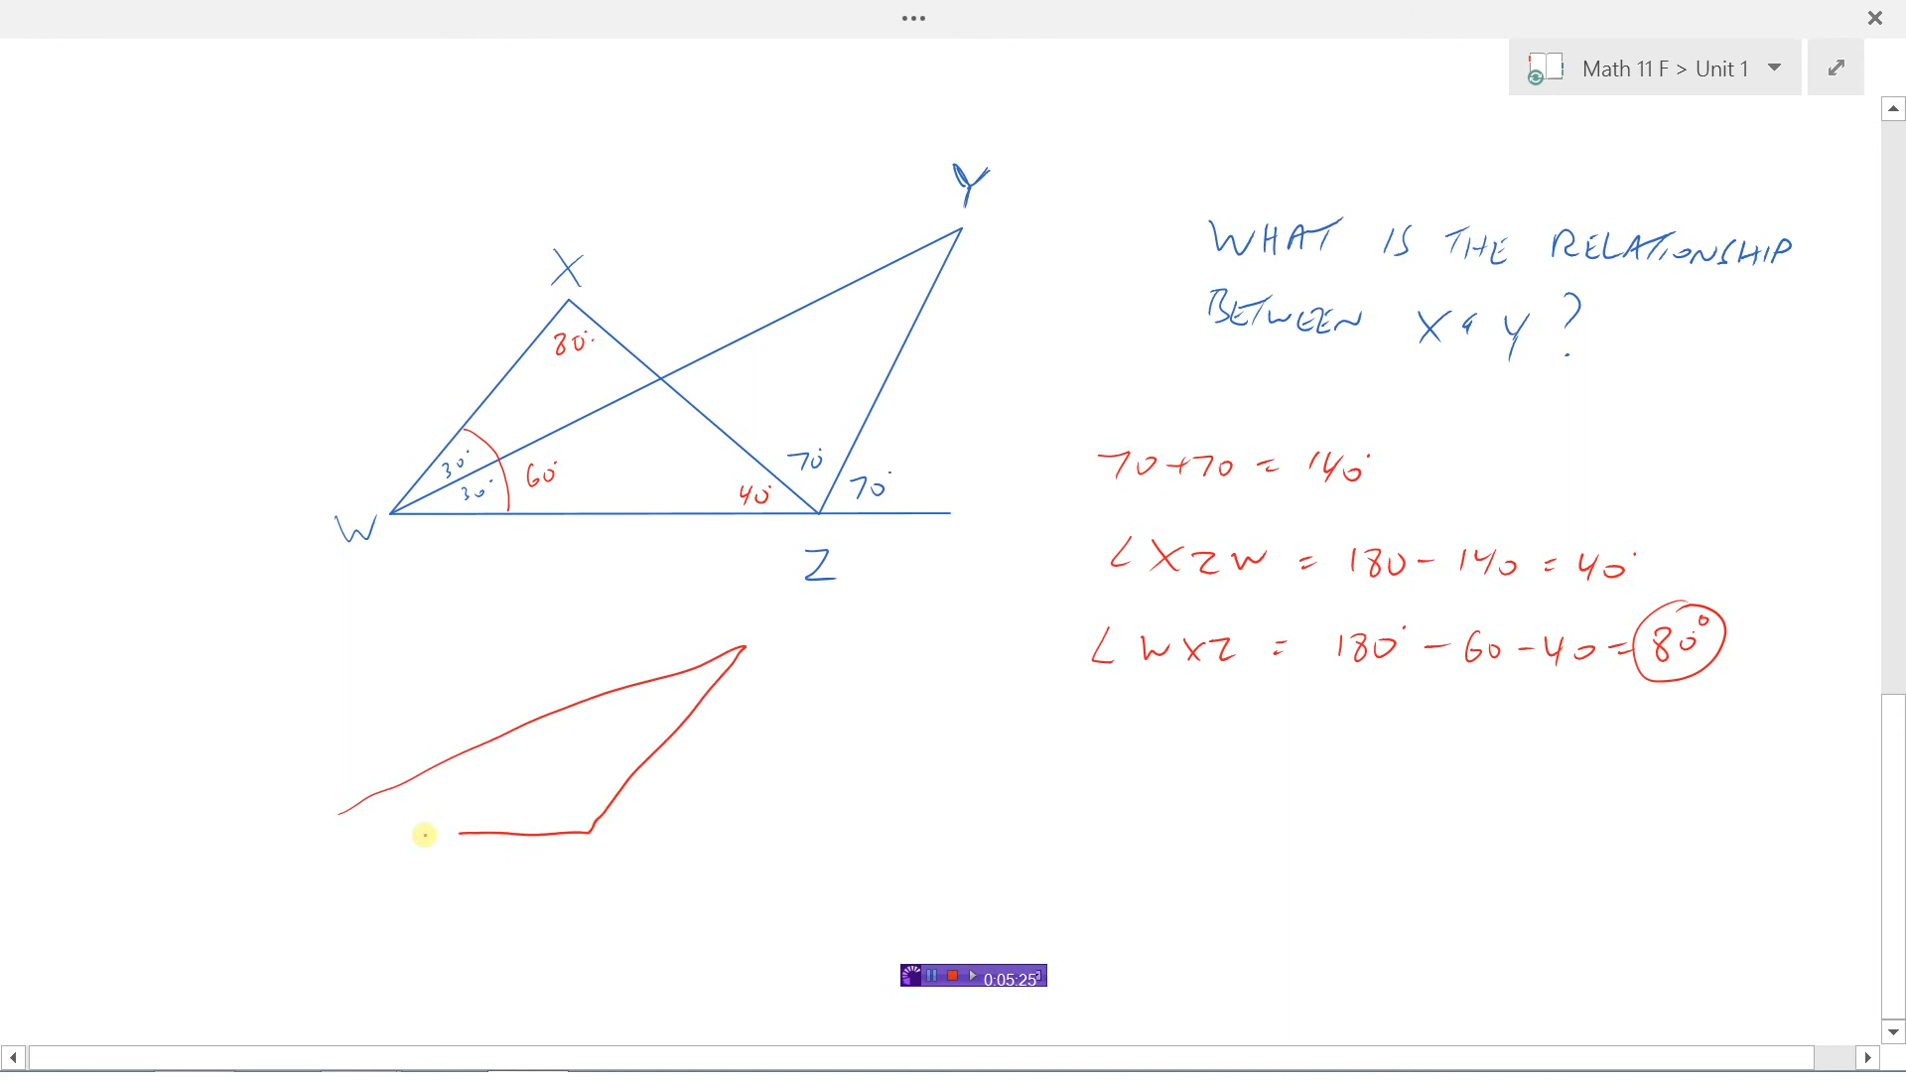 Math 11 F > Unit 1
Y
X
WHAT IS THE RELATIONSHIP
BETWEEN X & Y ?
80°
30°
30°
60°
70°
40°
70°
W
Z
70+70 = 140°
∠XZW = 180 - 140 = 40°
∠WXZ = 180° - 60 - 40 = 80°
0:05:25